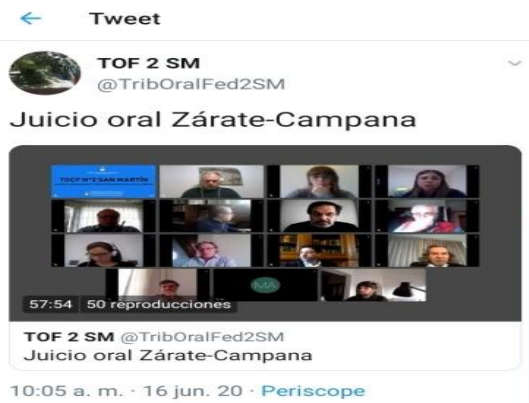 Tweet
TOF 2 SM
@TribOralFed2SM
Juicio oral Zárate-Campana
TOCF Nº2 SAN MARTÍN
MA
57:54 50 reproducciones
TOF 2 SM @TribOralFed2SM
Juicio oral Zárate-Campana
10:05 a. m. · 16 jun. 20 · Periscope